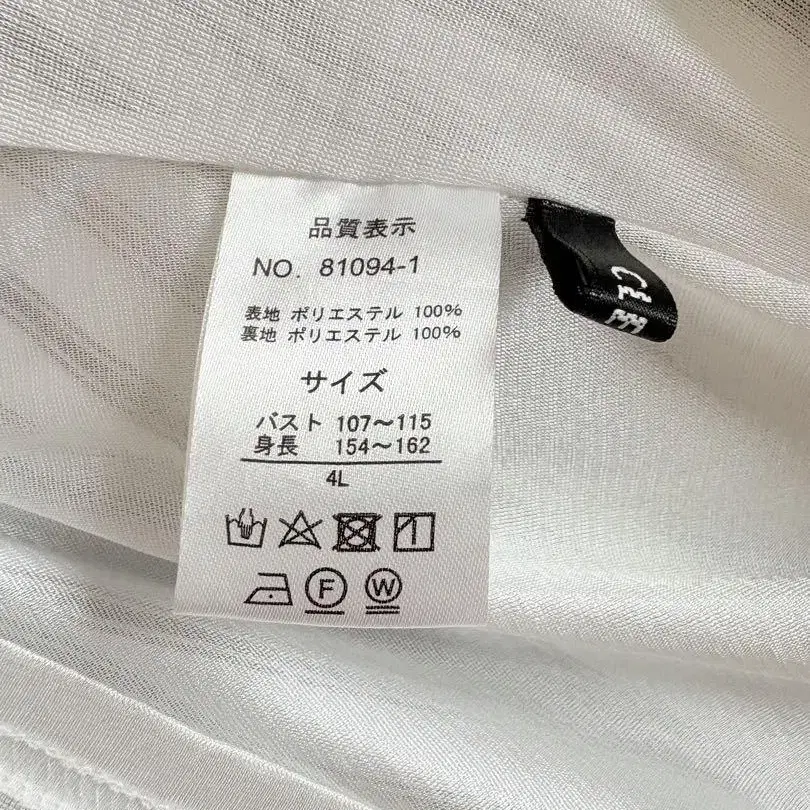 品質表示
NO. 81094-1
表地 ポリエステル 100%
裏地 ポリエステル 100%
サイズ
バスト 107〜115
身長 154〜162
4L
F
W